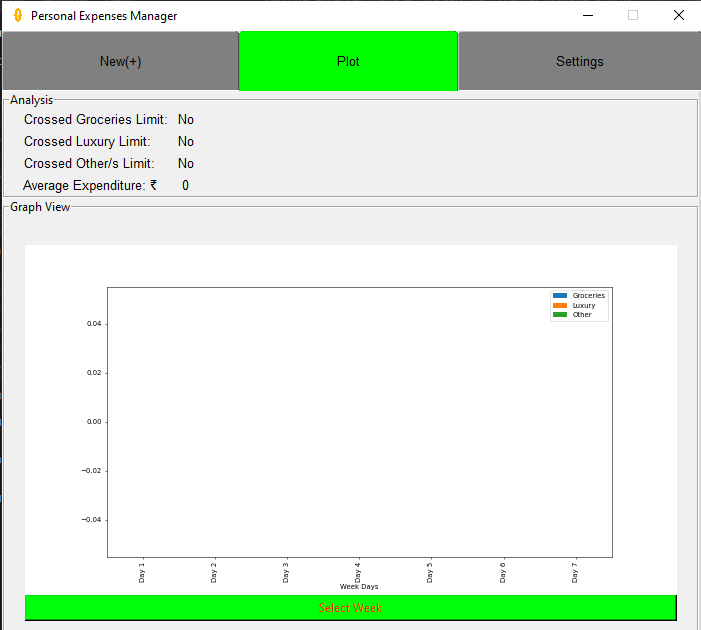 Personal Expenses Manager
New(+) Plot Settings
Analysis
Crossed Groceries Limit: No
Crossed Luxury Limit: No
Crossed Other/s Limit: No
Average Expenditure: ₹ 0
Graph View
Groceries
Luxury
Other
0.04
0.02
0.00
−0.02
−0.04
Day 1 Day 2 Day 3 Day 4 Day 5 Day 6 Day 7
Week Days
Select Week